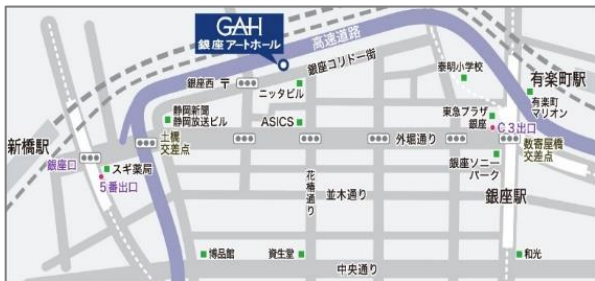 GAH
銀座アートホール
高速道路
銀座コリドー街
銀座西 〒
ニッタビル
泰明小学校
有楽町駅
有楽町
マリオン
静岡新聞
静岡放送ビル
ASICS
東急プラザ
銀座
C3出口
新橋駅
銀座口
土橋
交差点
外堀通り
数寄屋橋
交差点
スギ薬局
5番出口
花椿通り
並木通り
銀座ソニー
パーク
銀座駅
博品館
資生堂
中央通り
和光